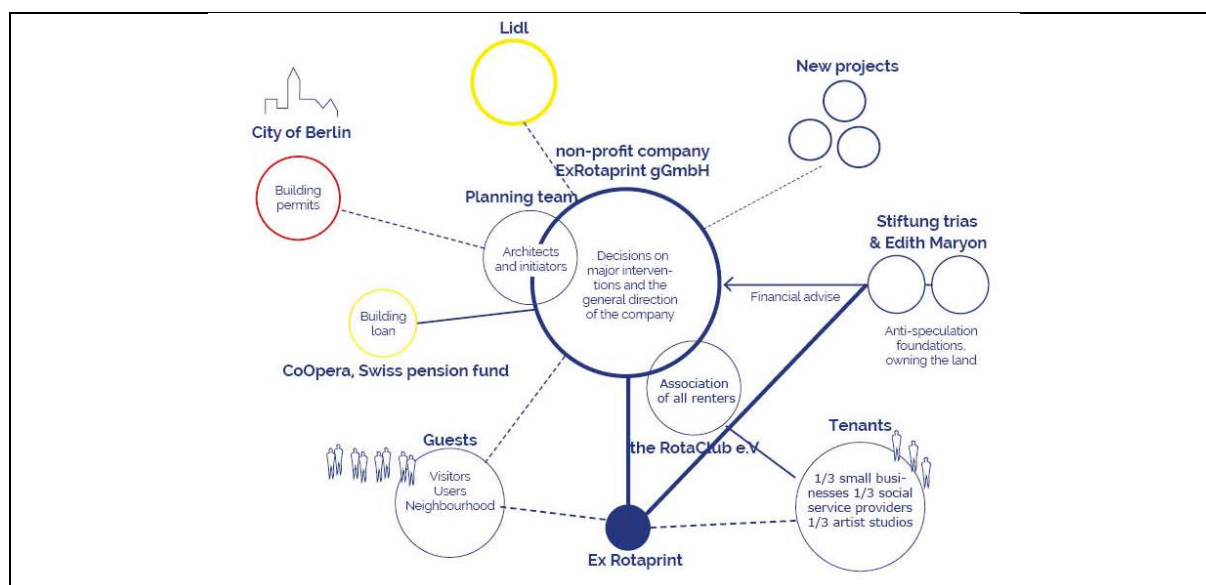 Lidl
New projects
City of Berlin
non-profit company
ExRotaprint gGmbH
Building
permits
Planning team
Architects
and initiators
. Decisions on
major interven-
tions and the
general direction
of the company
Stiftung trias
& Edith Maryon
Financial advise
Anti-speculation
foundations,
owning the land
Building
loan
CoOpera, Swiss pension fund
Association
of all renters
the RotaClub e.V
Tenants
1/3 small busi-
nesses 1/3 social
service providers
1/3 artist studios
Guests
Visitors
Users
Neighbourhood
Ex Rotaprint